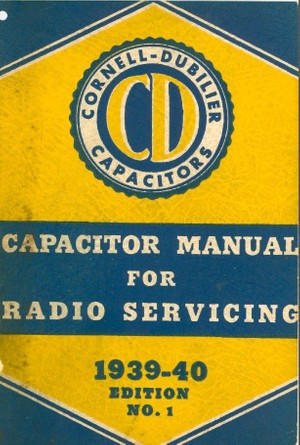 CORNELL-DUBILIER
CD
CAPACITORS
CAPACITOR MANUAL
FOR
RADIO SERVICING
1939-40
EDITION
NO. 1